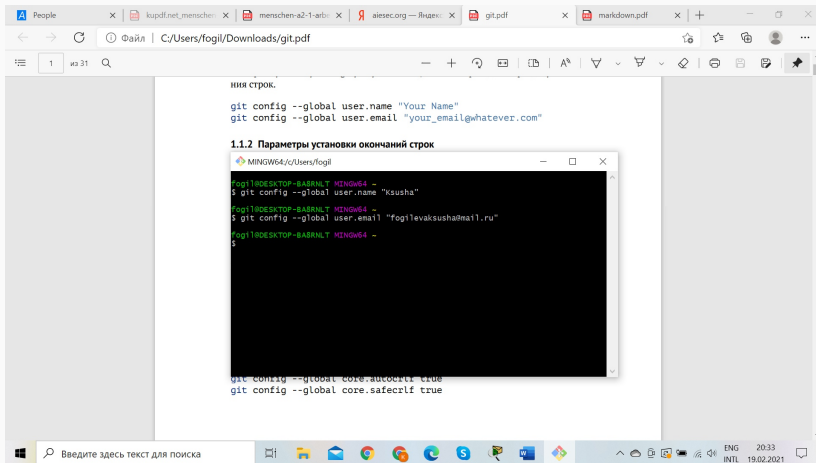 People
kupdf.net_menschen
menschen-a2-1-arbe
aiesec.org — Яндекс
git.pdf
markdown.pdf
Файл | C:/Users/fogil/Downloads/git.pdf
1 из 31
ния строк.
git config --global user.name "Your Name"
git config --global user.email "your_email@whatever.com"
1.1.2 Параметры установки окончаний строк
MINGW64:/c/Users/fogil
fogil@DESKTOP-BA8RNLT MINGW64 ~
$ git config --global user.name "Ksusha"
fogil@DESKTOP-BA8RNLT MINGW64 ~
$ git config --global user.email "fogilevaksusha@mail.ru"
fogil@DESKTOP-BA8RNLT MINGW64 ~
$
git config --global core.autocrlf true
git config --global core.safecrlf true
Введите здесь текст для поиска
ENG 20:33
INTL 19.02.2021